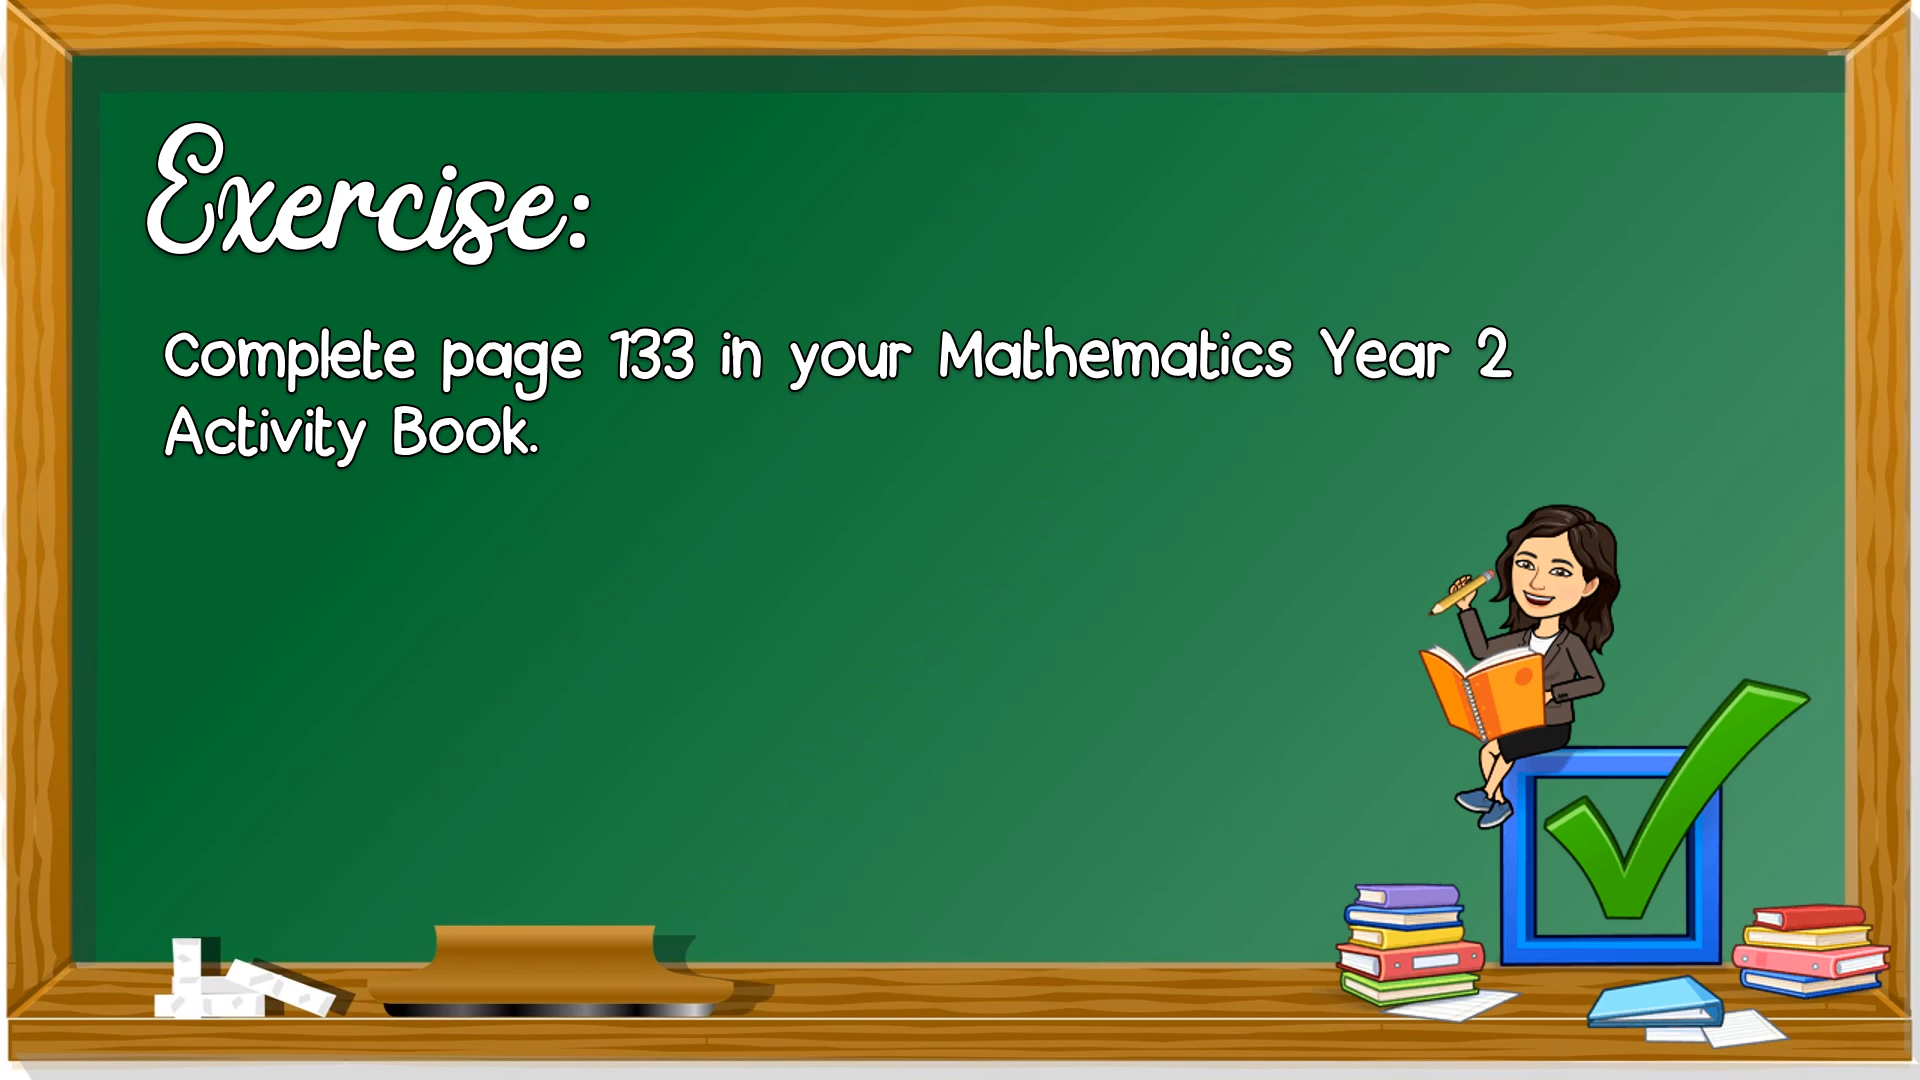 Exercise:
Complete page 133 in your Mathematics Year 2
Activity Book.